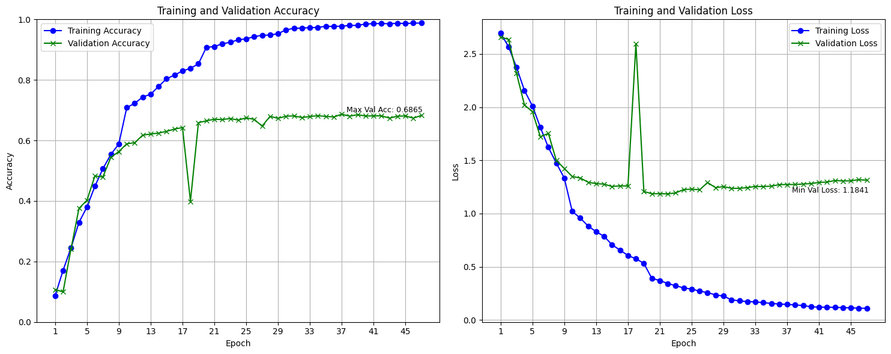 Training and Validation Accuracy
Training Accuracy
Validation Accuracy
Max Val Acc: 0.6865
Accuracy
1.0
0.8
0.6
0.4
0.2
0.0
1 5 9 13 17 21 25 29 33 37 41 45
Epoch
Training and Validation Loss
Training Loss
Validation Loss
Min Val Loss: 1.1841
Loss
2.5
2.0
1.5
1.0
0.5
0.0
1 5 9 13 17 21 25 29 33 37 41 45
Epoch